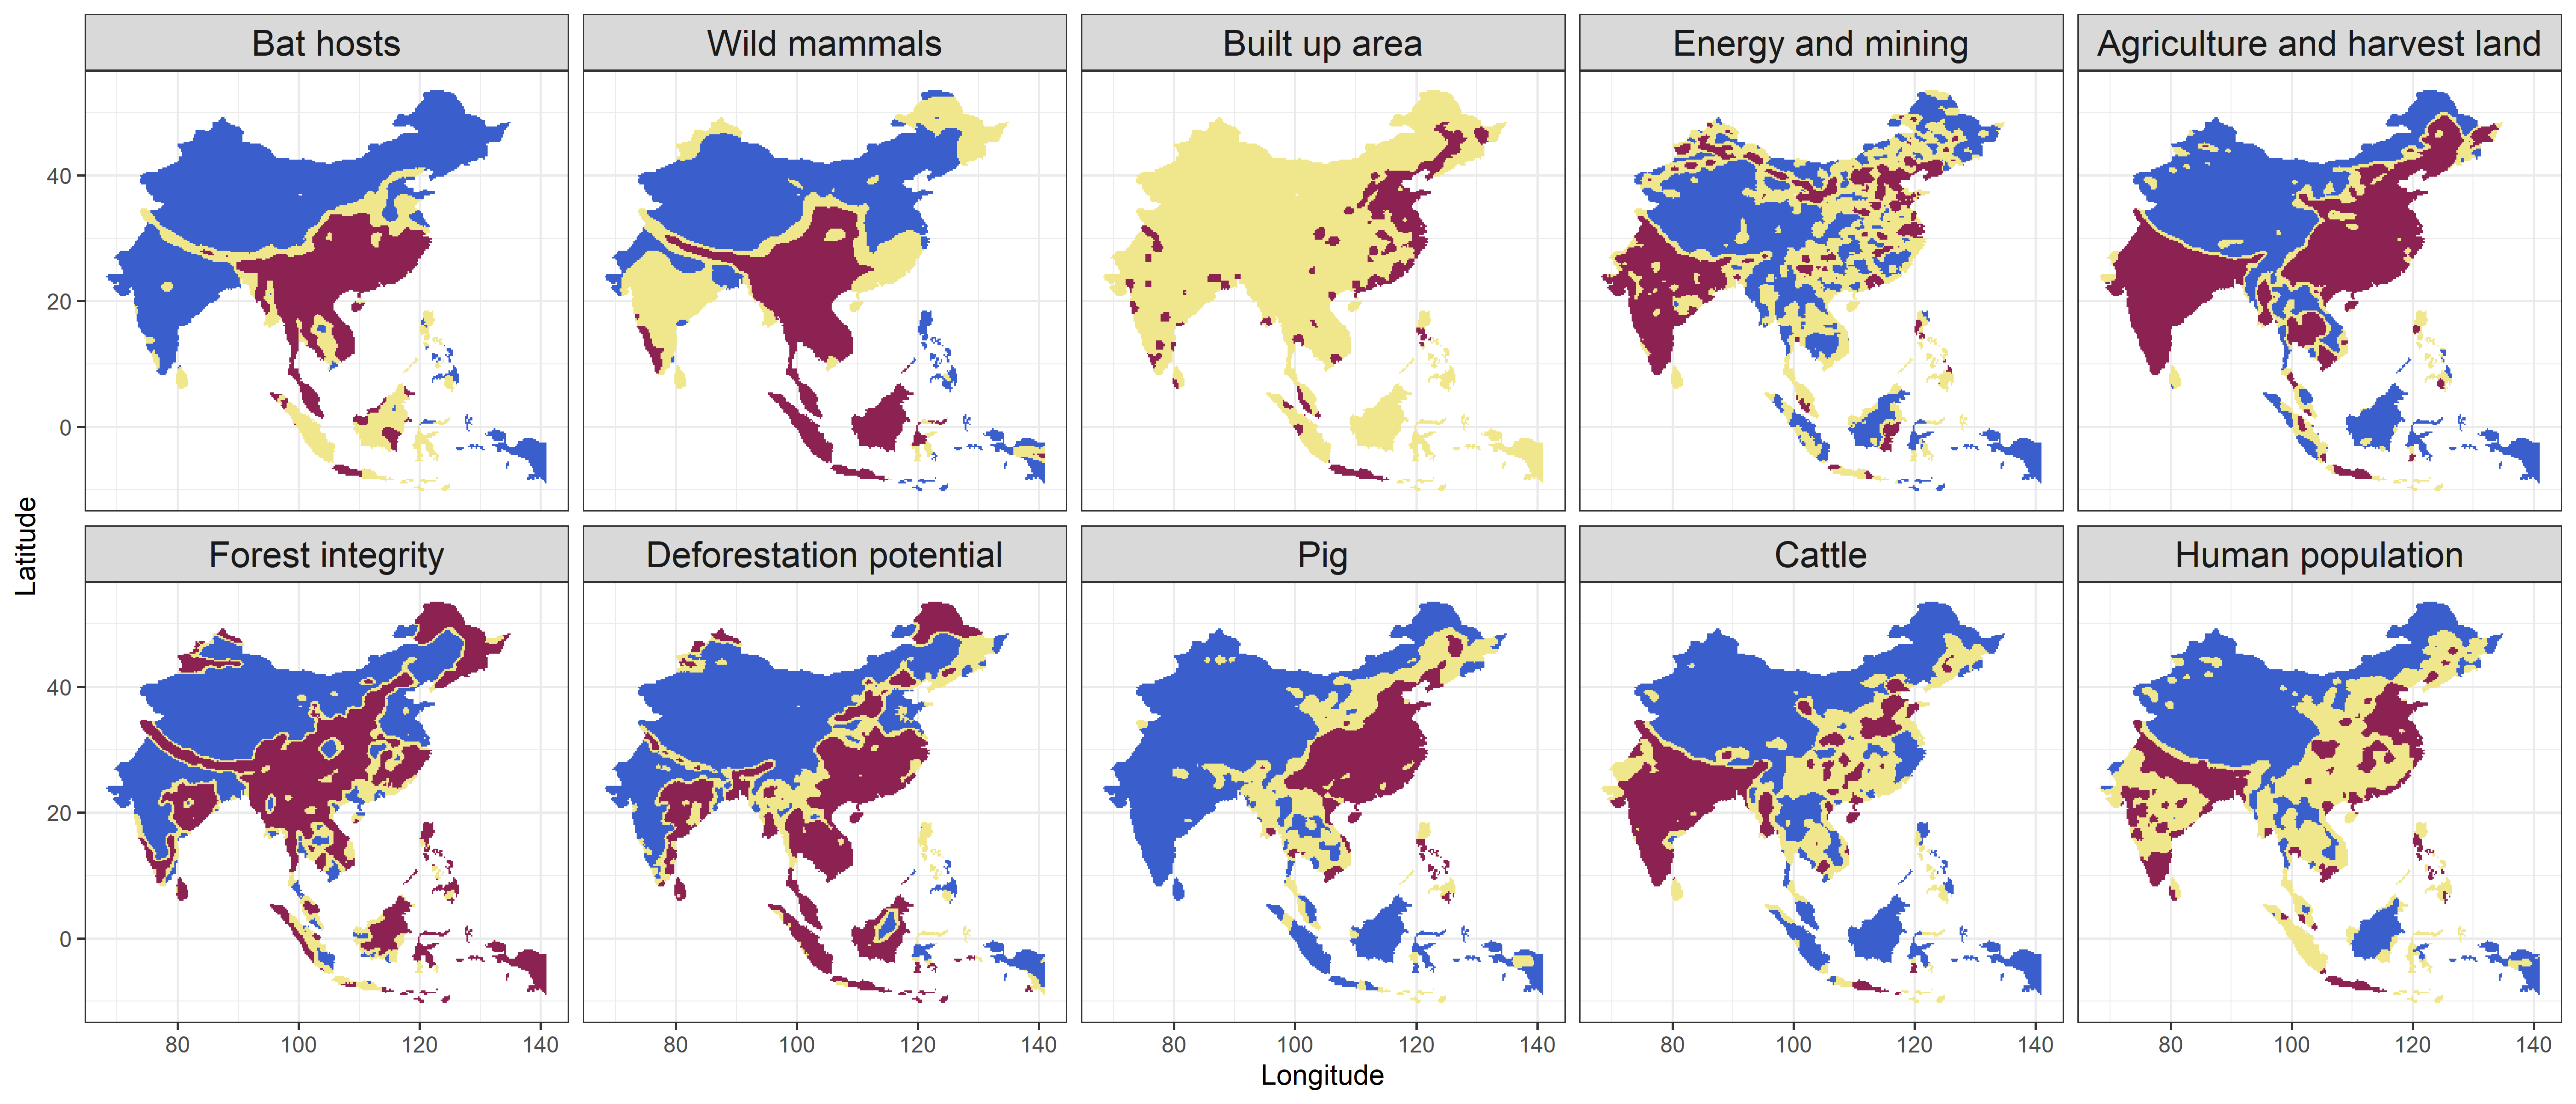 Bat hosts
Wild mammals
Built up area
Energy and mining
Agriculture and harvest land
40
20
0
Forest integrity
Deforestation potential
Pig
Cattle
Human population
40
20
0
80 100 120 140
80 100 120 140
80 100 120 140
80 100 120 140
80 100 120 140
Latitude
Longitude